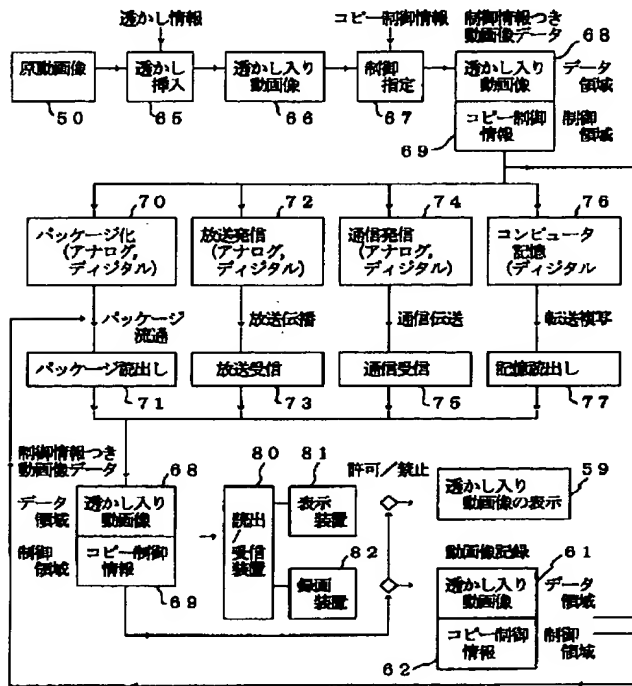 透かし情報
コピー制御情報
制御情報つき
動画像データ
68
原動画像
50
透かし
挿入
65
透かし入り
動画像
66
制御
指定
67
透かし入り
動画像
データ
領域
コピー制御
情報
制御
領域
69
70
パッケージ化
(アナログ,
ディジタル)
72
放送発信
(アナログ,
ディジタル)
74
通信発信
(アナログ,
ディジタル)
76
コンピュータ
記憶
(ディジタル
パッケージ
流通
放送伝播
通信伝送
転送複写
パッケージ読出し
71
放送受信
73
通信受信
75
記憶読出し
77
制御情報つき
動画像データ
68
データ
領域
透かし入り
動画像
制御
領域
コピー制御
情報
69
80
読出
/
受信
装置
81
表示
装置
82
録画
装置
許可/禁止
59
透かし入り
動画像の表示
動画像記録
61
透かし入り
動画像
データ
領域
コピー制御
情報
制御
領域
62